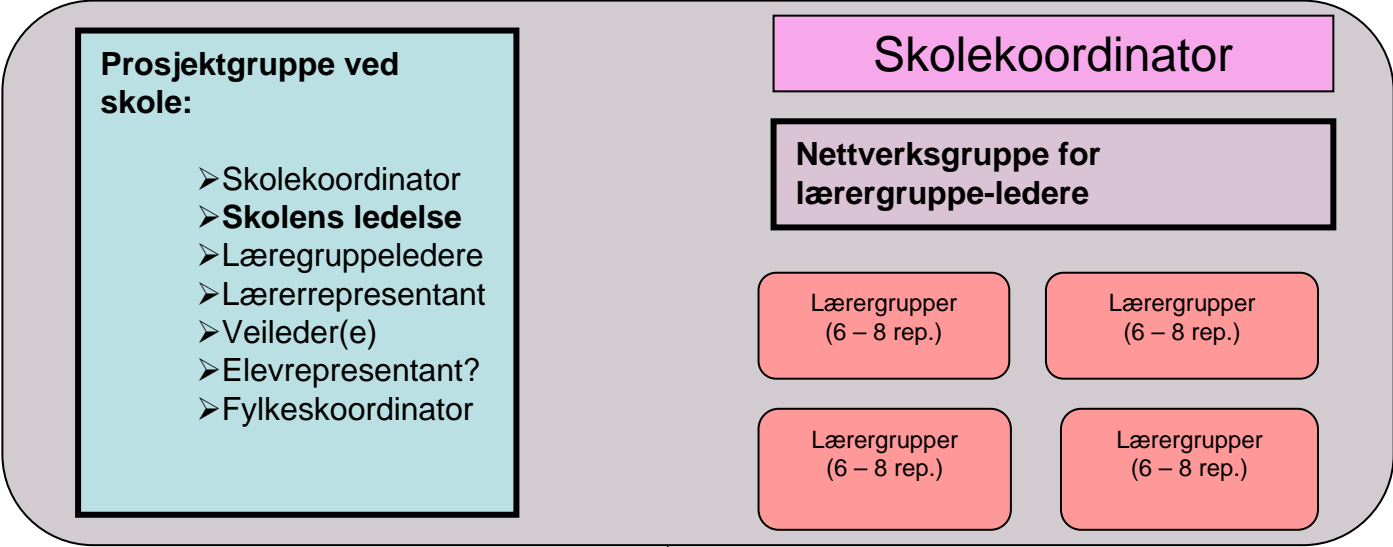 Prosjektgruppe ved
skole:
➢Skolekoordinator
➢Skolens ledelse
➢Læregruppeledere
➢Lærerrepresentant
➢Veileder(e)
➢Elevrepresentant?
➢Fylkeskoordinator
Skolekoordinator
Nettverksgruppe for
lærergruppe-ledere
Lærergrupper
(6 – 8 rep.)
Lærergrupper
(6 – 8 rep.)
Lærergrupper
(6 – 8 rep.)
Lærergrupper
(6 – 8 rep.)